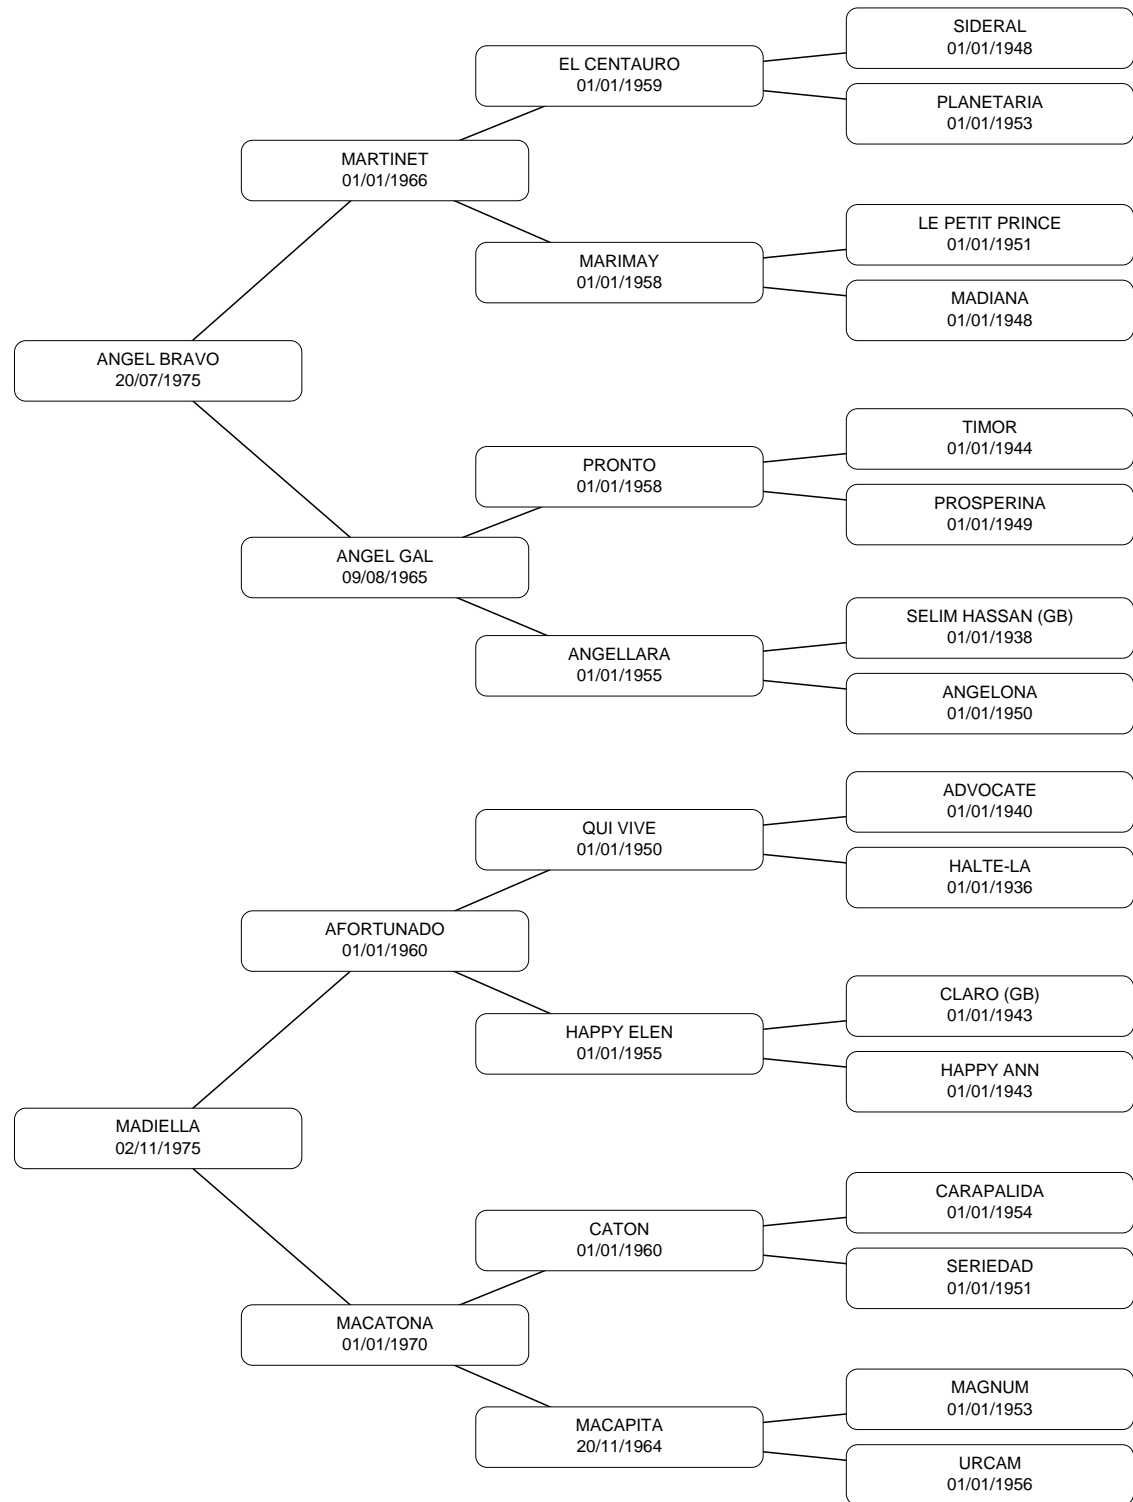 SIDERAL
01/01/1948
EL CENTAURO
01/01/1959
PLANETARIA
01/01/1953
MARTINET
01/01/1966
LE PETIT PRINCE
01/01/1951
MARIMAY
01/01/1958
MADIANA
01/01/1948
ANGEL BRAVO
20/07/1975
TIMOR
01/01/1944
PRONTO
01/01/1958
PROSPERINA
01/01/1949
ANGEL GAL
09/08/1965
SELIM HASSAN (GB)
01/01/1938
ANGELLARA
01/01/1955
ANGELONA
01/01/1950
ADVOCATE
01/01/1940
QUI VIVE
01/01/1950
HALTE-LA
01/01/1936
AFORTUNADO
01/01/1960
CLARO (GB)
01/01/1943
HAPPY ELEN
01/01/1955
HAPPY ANN
01/01/1943
MADIELLA
02/11/1975
CARAPALIDA
01/01/1954
CATON
01/01/1960
SERIEDAD
01/01/1951
MACATONA
01/01/1970
MAGNUM
01/01/1953
MACAPITA
20/11/1964
URCAM
01/01/1956